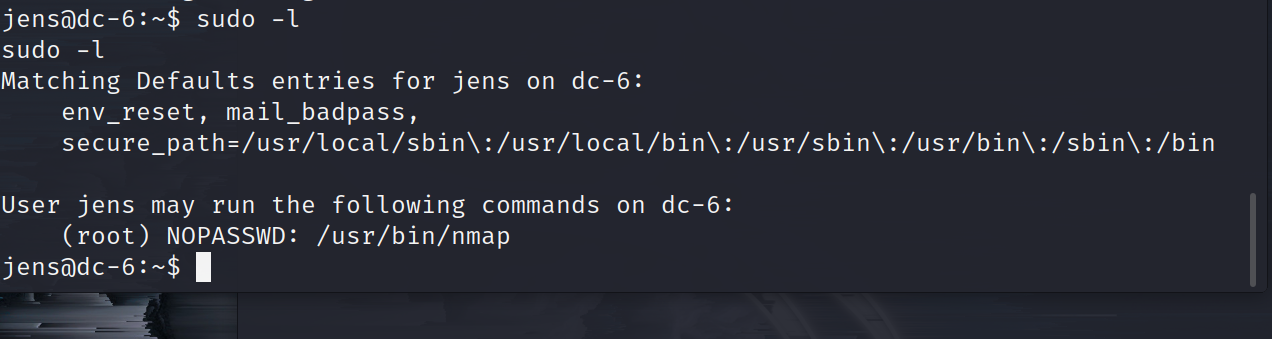 jens@dc-6:~$ sudo -l
sudo -l
Matching Defaults entries for jens on dc-6:
    env_reset, mail_badpass,
    secure_path=/usr/local/sbin\:/usr/local/bin\:/usr/sbin\:/usr/bin\:/sbin\:/bin

User jens may run the following commands on dc-6:
    (root) NOPASSWD: /usr/bin/nmap
jens@dc-6:~$